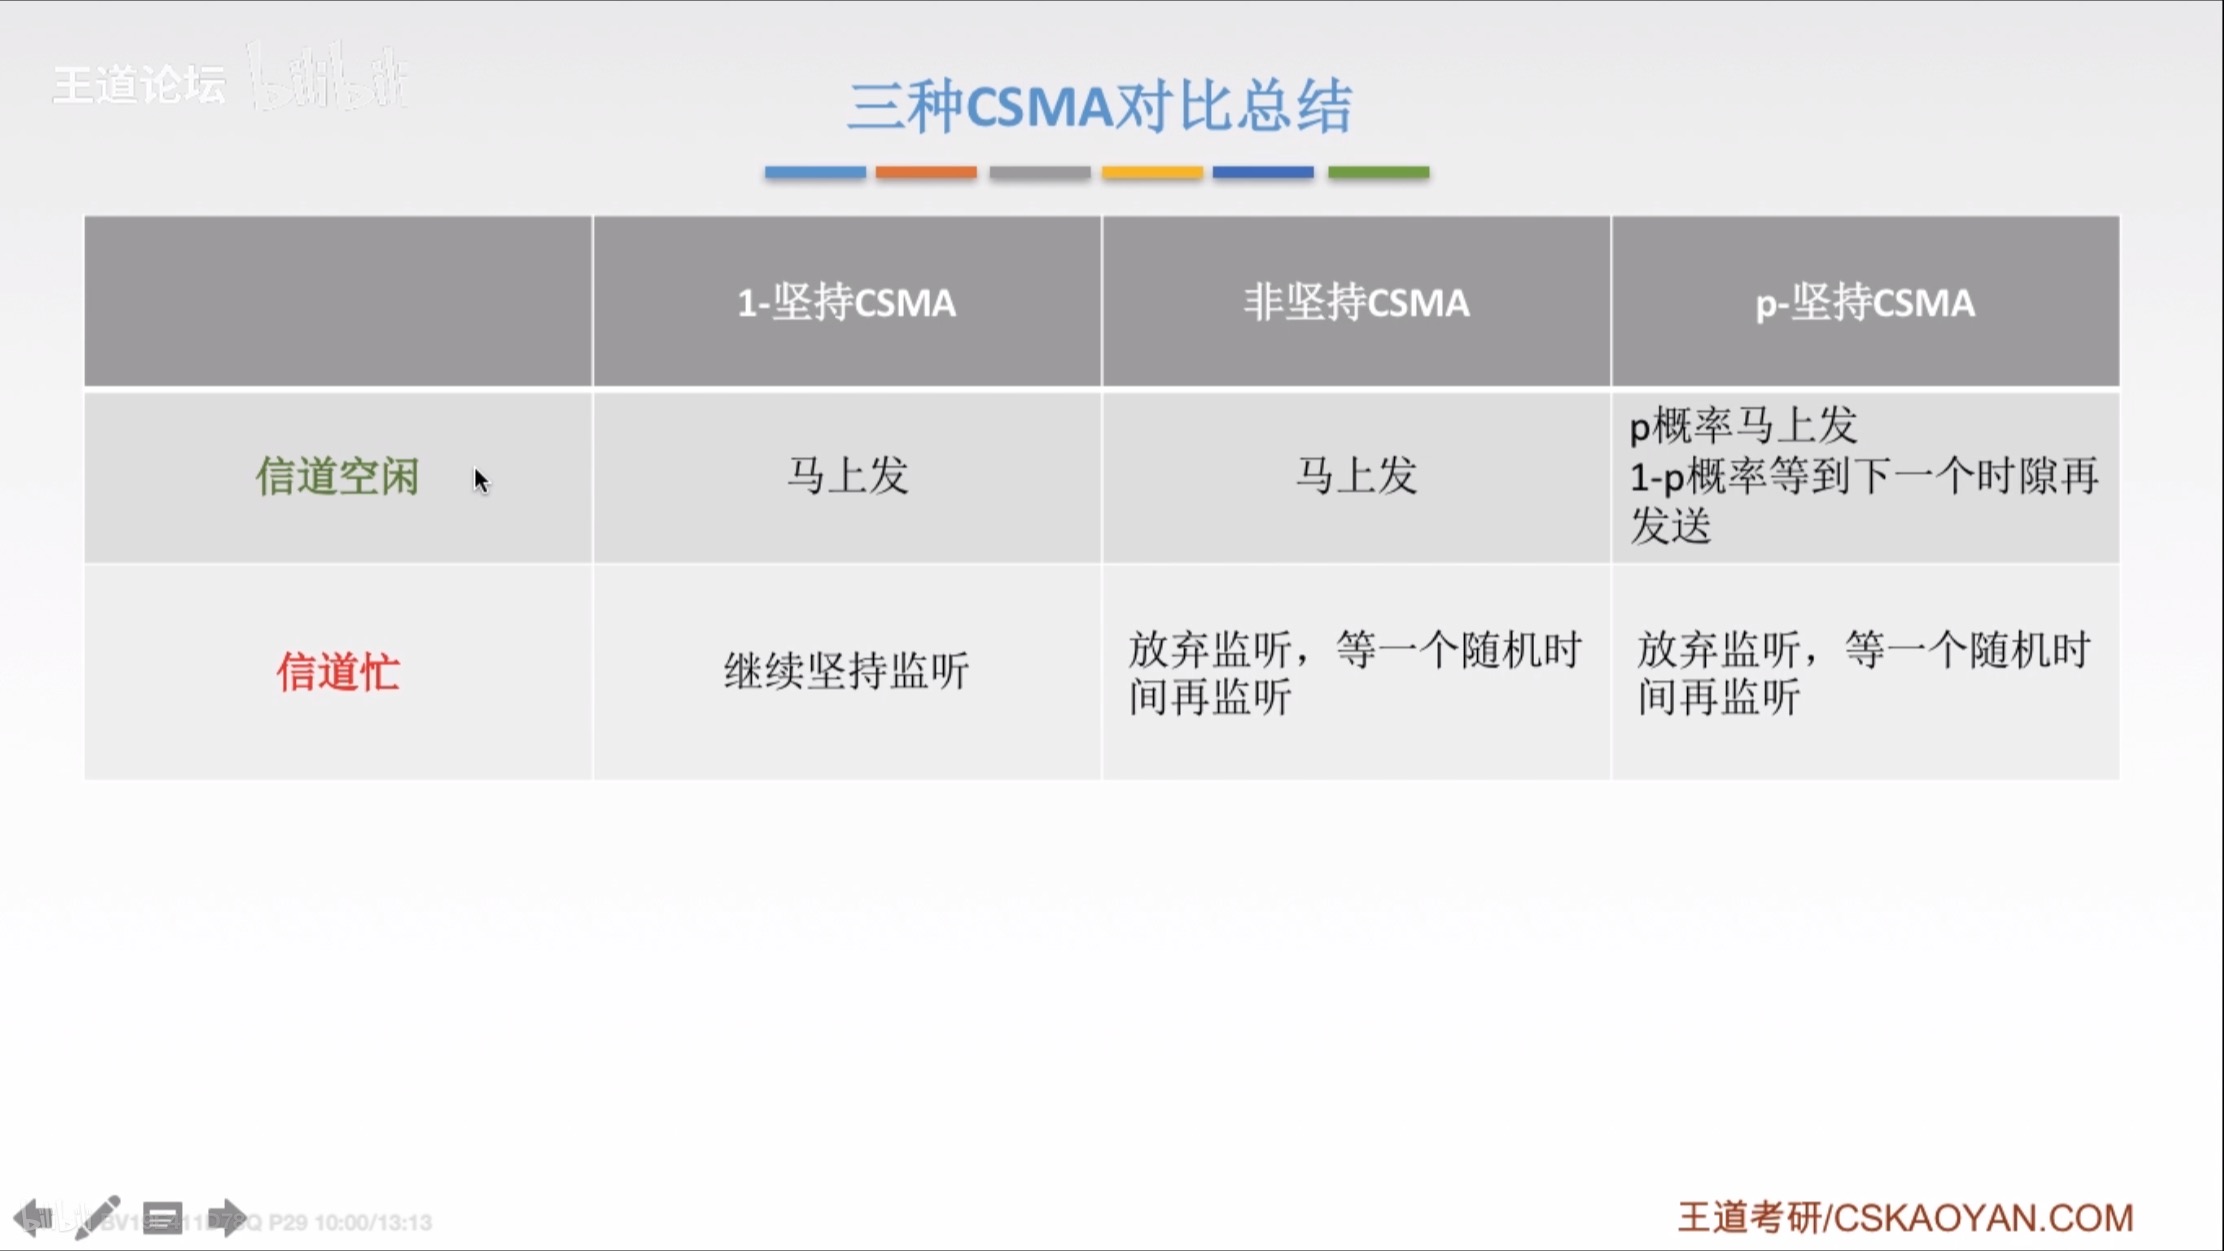 王道论坛 bilibili
三种CSMA对比总结
1-坚持CSMA
非坚持CSMA
p-坚持CSMA
信道空闲
马上发
马上发
p概率马上发
1-p概率等到下一个时隙再
发送
信道忙
继续坚持监听
放弃监听，等一个随机时
间再监听
放弃监听，等一个随机时
间再监听
P29 10:00/13:13
王道考研/CSKAOYAN.COM